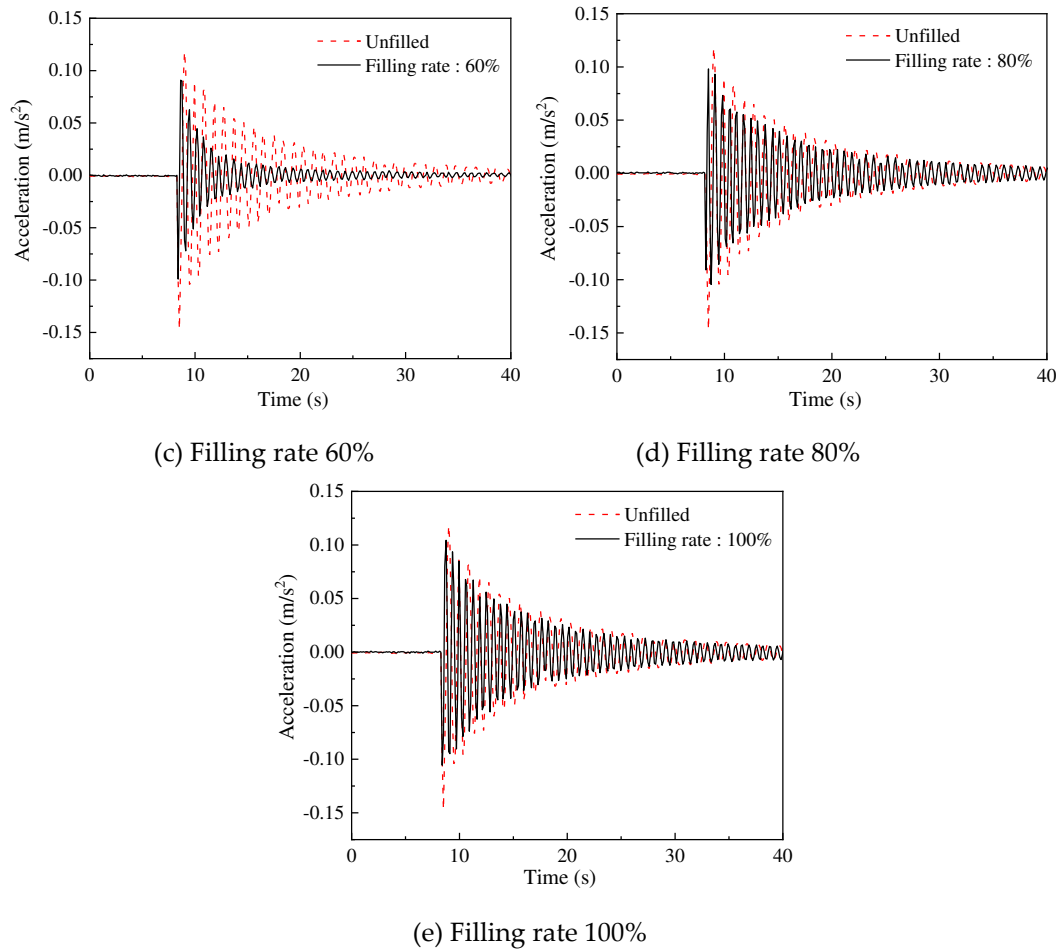 0.15
0.10
0.05
0.00
-0.05
-0.10
-0.15
Acceleration (m/s²)
Unfilled
Filling rate : 60%
0 10 20 30 40
Time (s)
(c) Filling rate 60%
0.15
0.10
0.05
0.00
-0.05
-0.10
-0.15
Acceleration (m/s²)
Unfilled
Filling rate : 80%
0 10 20 30 40
Time (s)
(d) Filling rate 80%
0.15
0.10
0.05
0.00
-0.05
-0.10
-0.15
Acceleration (m/s²)
Unfilled
Filling rate : 100%
0 10 20 30 40
Time (s)
(e) Filling rate 100%